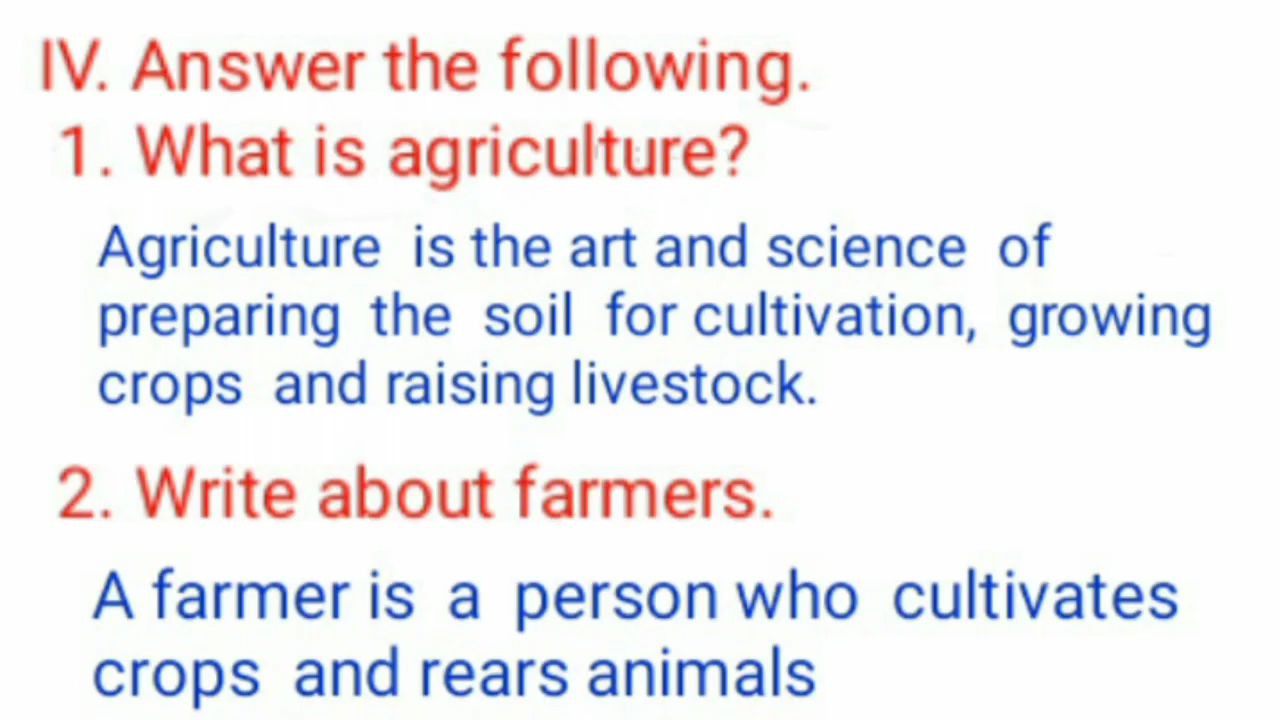 IV. Answer the following.
1. What is agriculture?
Agriculture is the art and science of
preparing the soil for cultivation, growing
crops and raising livestock.
2. Write about farmers.
A farmer is a person who cultivates
crops and rears animals